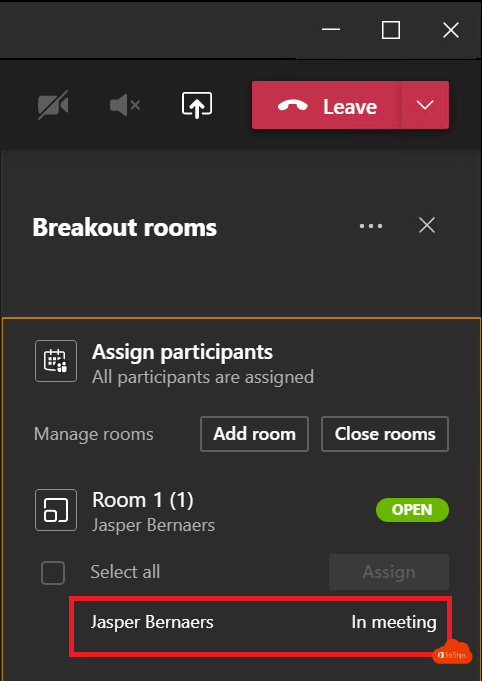 Leave
Breakout rooms
Assign participants
All participants are assigned
Manage rooms Add room Close rooms
Room 1 (1)
OPEN
Jasper Bernaers
Select all Assign
Jasper Bernaers In meeting
365tips